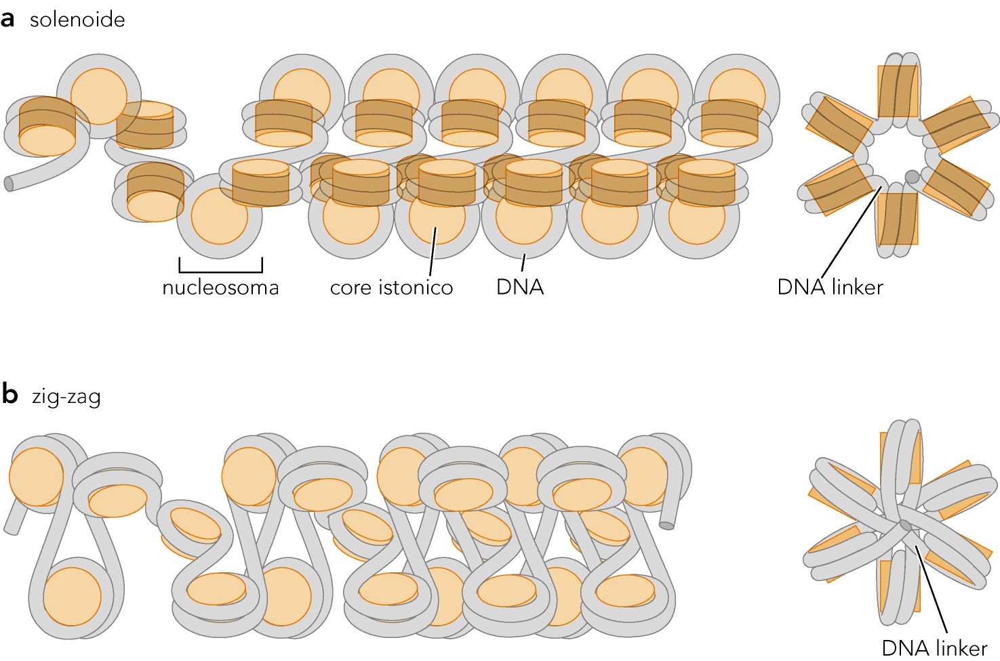 a solenoide
nucleosoma
core istonico
DNA
DNA linker
b zig-zag
DNA linker